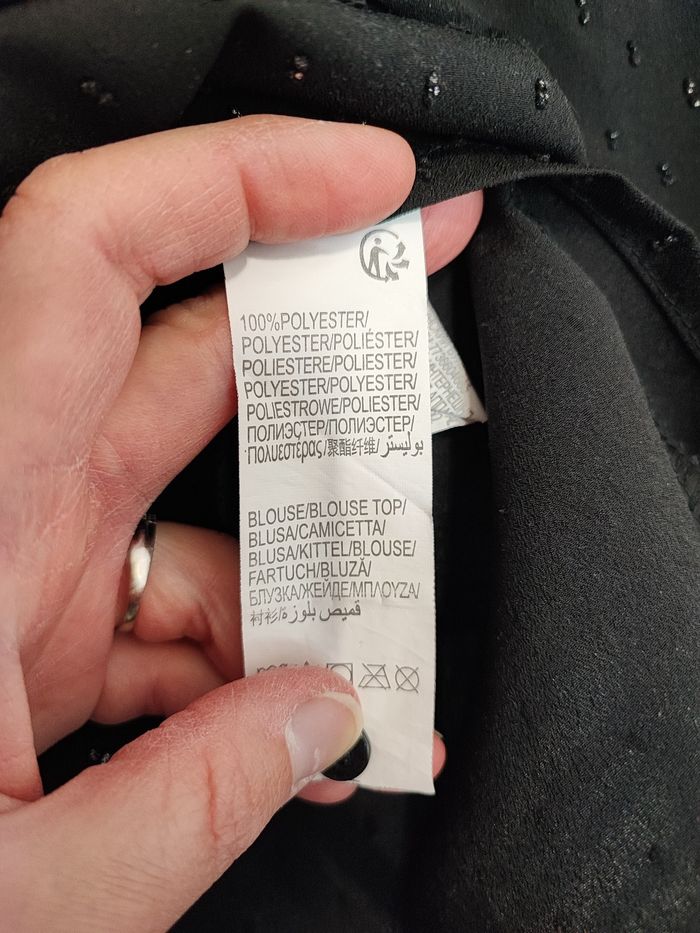 100%POLYESTER/
POLYESTER/POLIÉSTER/
POLIESTERE/POLIESTER/
POLYESTER/POLYESTER/
POLIESTROWE/POLIESTER/
ПОЛИЭСТЕР/ПОЛИЭСТЕР/
Πολυεστέρας/聚酯纤维/بوليستر
BLOUSE/BLOUSE TOP/
BLUSA/CAMICETTA/
BLUSA/KITTEL/BLOUSE/
FARTUCH/BLUZĂ/
БЛУЗКА/ЖЕЙДЕ/ΜΠΛΟΥΖΑ/
衬衫/قميص بلوزة